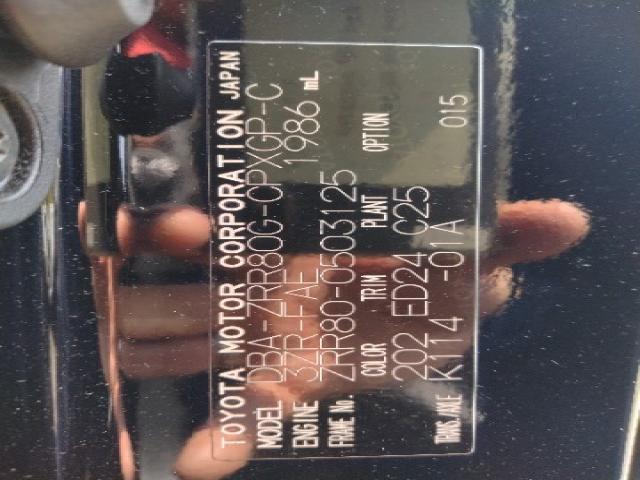 TOYOTA MOTOR CORPORATION JAPAN
MODEL DBA-ZRR80G-CPXGP-C
ENGINE 3ZR-FAE 1986 mL
FRAME No. ZRR80-0503125
COLOR TRIM PLANT OPTION
202 ED24 C25
TRANS. AXLE K114 -01A 015